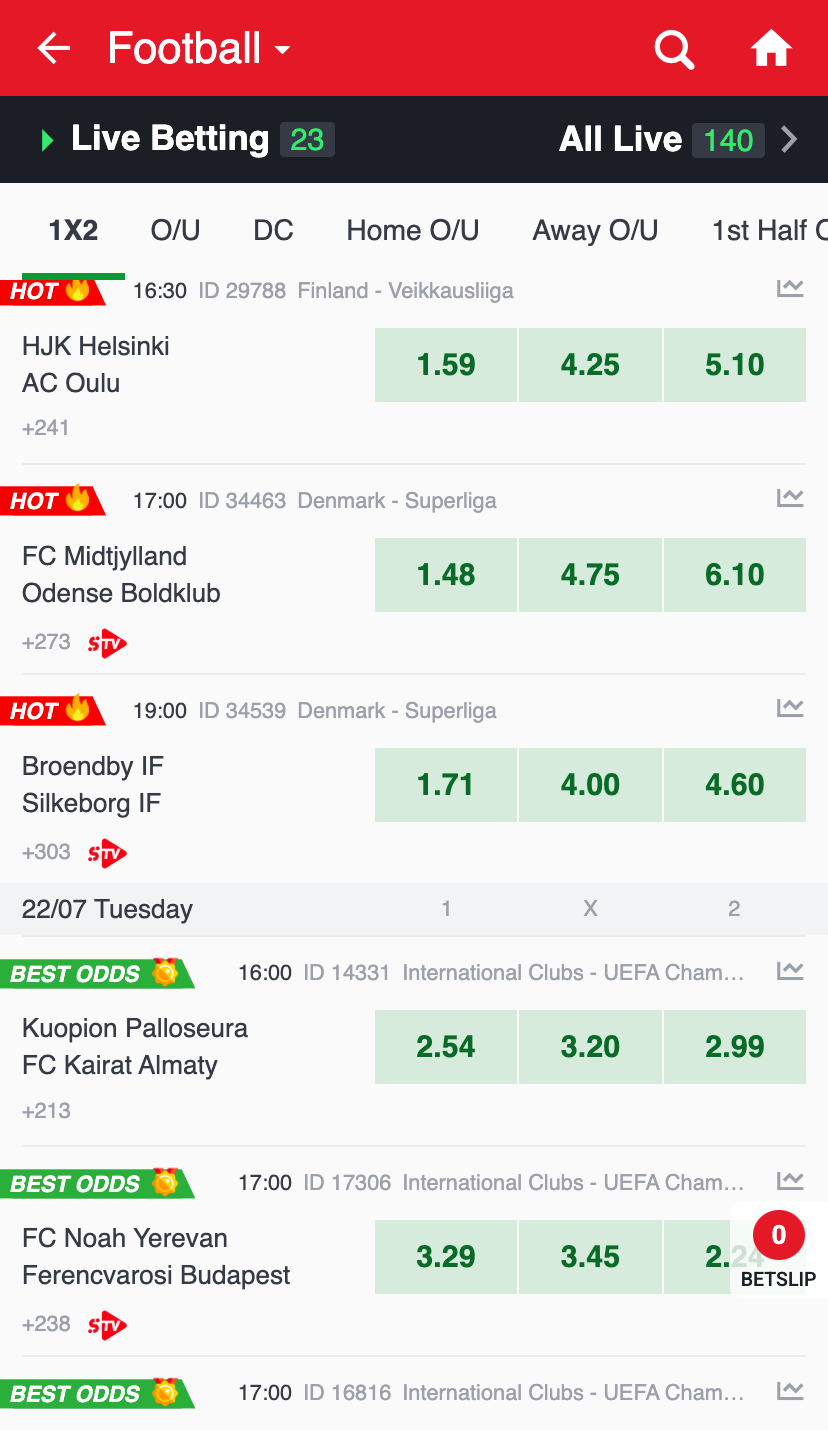 Football
Live Betting 23 All Live 140
1X2 O/U DC Home O/U Away O/U 1st Half
HOT 16:30 ID 29788 Finland - Veikkausliiga
HJK Helsinki
AC Oulu
1.59 4.25 5.10
+241
HOT 17:00 ID 34463 Denmark - Superliga
FC Midtjylland
Odense Boldklub
1.48 4.75 6.10
+273 STV
HOT 19:00 ID 34539 Denmark - Superliga
Broendby IF
Silkeborg IF
1.71 4.00 4.60
+303 STV
22/07 Tuesday 1 X 2
BEST ODDS 16:00 ID 14331 International Clubs - UEFA Cham...
Kuopion Palloseura
FC Kairat Almaty
2.54 3.20 2.99
+213
BEST ODDS 17:00 ID 17306 International Clubs - UEFA Cham...
FC Noah Yerevan
Ferencvarosi Budapest
3.29 3.45 2.24
0
BETSLIP
+238 STV
BEST ODDS 17:00 ID 16816 International Clubs - UEFA Cham...